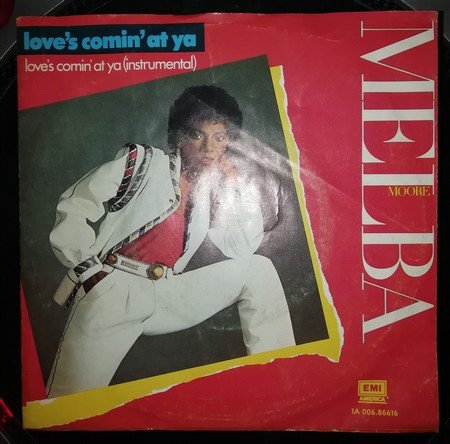 love's comin' at ya
love's comin' at ya (instrumental)
MELBA
MOORE
EMI
AMERICA
1A 006.86616